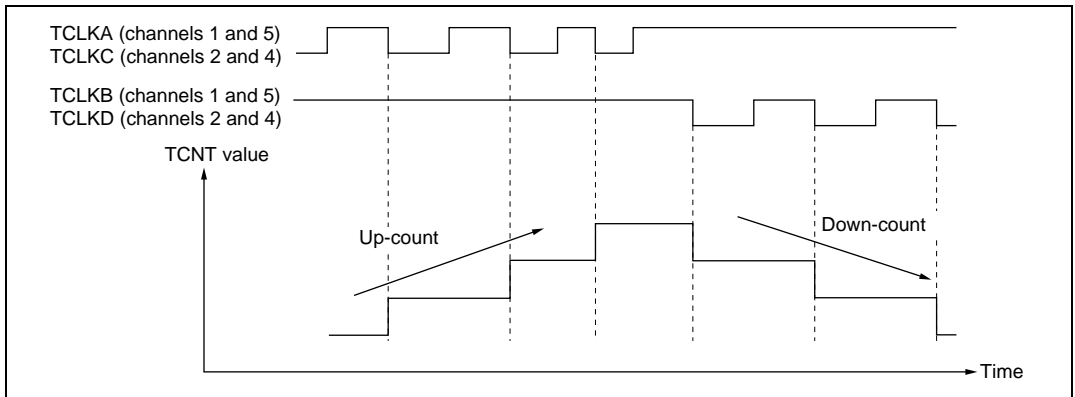 TCLKA (channels 1 and 5)
TCLKC (channels 2 and 4)
TCLKB (channels 1 and 5)
TCLKD (channels 2 and 4)
TCNT value
Up-count
Down-count
Time